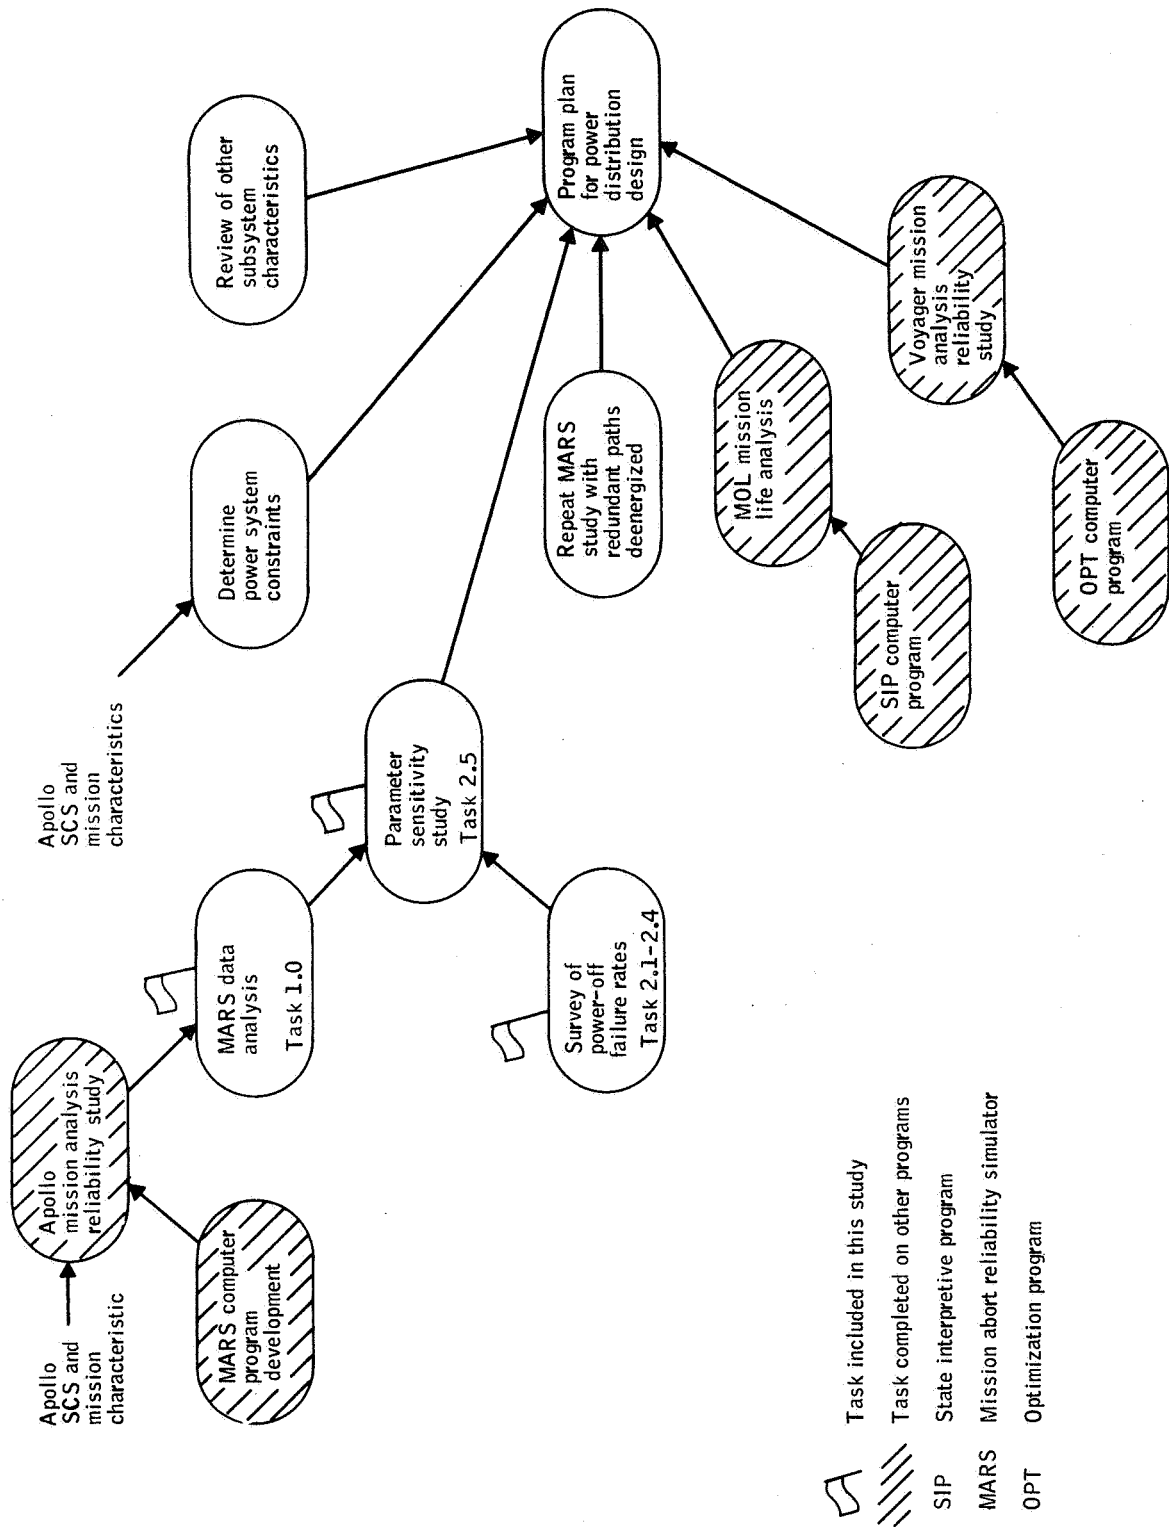 Apollo
SCS and
mission
characteristic
Apollo
mission analysis
reliability study
MARS computer
program
development
MARS data
analysis
Task 1.0
Survey of
power-off
failure rates
Task 2.1-2.4
Parameter
sensitivity
study
Task 2.5
Apollo
SCS and
mission
characteristics
Determine
power system
constraints
Review of other
subsystem
characteristics
Repeat MARS
study with
redundant paths
deenergized
MOL mission
life analysis
SIP computer
program
Voyager mission
analysis
reliability
study
OPT computer
program
Program plan
for power
distribution
design
Task included in this study
Task completed on other programs
SIP State interpretive program
MARS Mission abort reliability simulator
OPT Optimization program